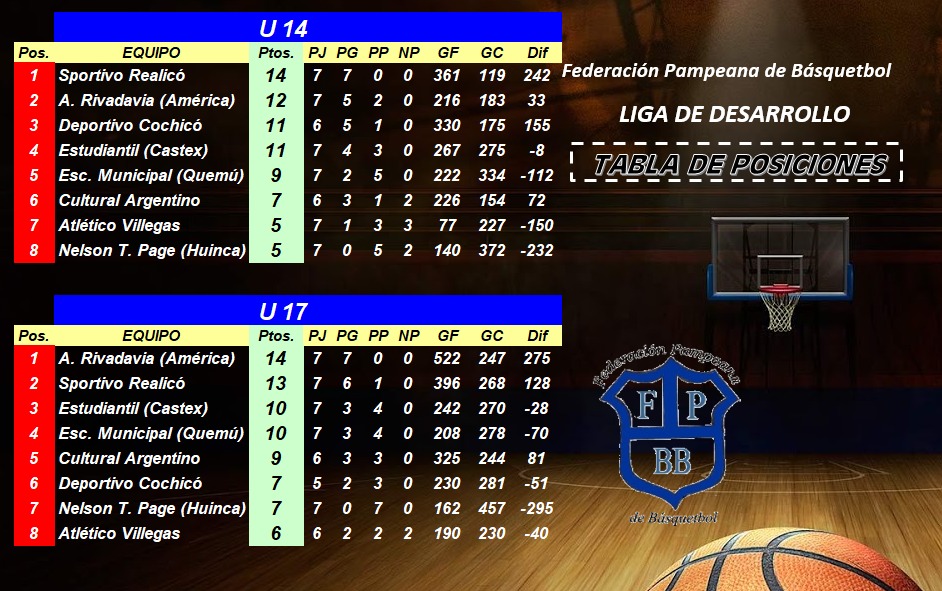 U 14
Pos. EQUIPO Ptos. PJ PG PP NP GF GC Dif
1 Sportivo Realicó 14 7 7 0 0 361 119 242
2 A. Rivadavia (América) 12 7 5 2 0 216 183 33
3 Deportivo Cochicó 11 6 5 1 0 330 175 155
4 Estudiantil (Castex) 11 7 4 3 0 267 275 -8
5 Esc. Municipal (Quemú) 9 7 2 5 0 222 334 -112
6 Cultural Argentino 7 6 3 1 2 226 154 72
7 Atlético Villegas 5 7 1 3 3 77 227 -150
8 Nelson T. Page (Huinca) 5 7 0 5 2 140 372 -232
U 17
Pos. EQUIPO Ptos. PJ PG PP NP GF GC Dif
1 A. Rivadavia (América) 14 7 7 0 0 522 247 275
2 Sportivo Realicó 13 7 6 1 0 396 268 128
3 Estudiantil (Castex) 10 7 3 4 0 242 270 -28
4 Esc. Municipal (Quemú) 10 7 3 4 0 208 278 -70
5 Cultural Argentino 9 6 3 3 0 325 244 81
6 Deportivo Cochicó 7 5 2 3 0 230 281 -51
7 Nelson T. Page (Huinca) 7 7 0 7 0 162 457 -295
8 Atlético Villegas 6 6 2 2 2 190 230 -40
Federación Pampeana de Básquetbol
LIGA DE DESARROLLO
TABLA DE POSICIONES
Federación Pampeana
F P
BB
de Básquetbol